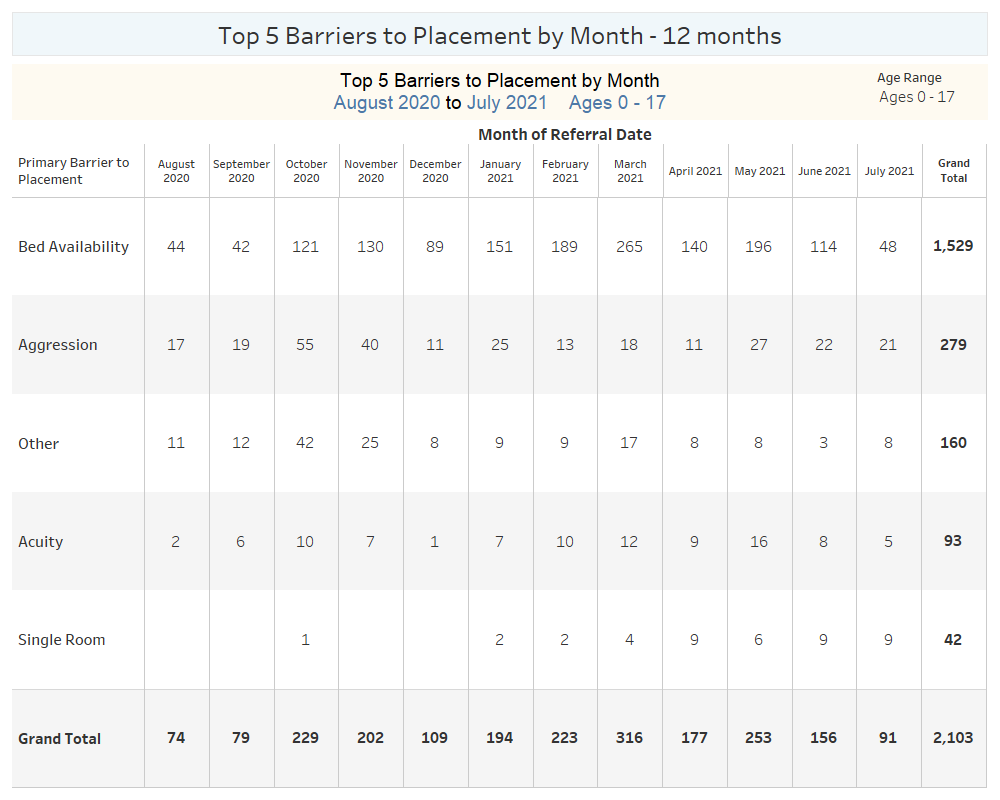 Top 5 Barriers to Placement by Month - 12 months
Top 5 Barriers to Placement by Month
August 2020 to July 2021 Ages 0 - 17
Age Range
Ages 0 - 17
Month of Referral Date
Primary Barrier to Placement August 2020 September 2020 October 2020 November 2020 December 2020 January 2021 February 2021 March 2021 April 2021 May 2021 June 2021 July 2021 Grand Total
Bed Availability 44 42 121 130 89 151 189 265 140 196 114 48 1,529
Aggression 17 19 55 40 11 25 13 18 11 27 22 21 279
Other 11 12 42 25 8 9 9 17 8 8 3 8 160
Acuity 2 6 10 7 1 7 10 12 9 16 8 5 93
Single Room 1 2 2 4 9 6 9 9 42
Grand Total 74 79 229 202 109 194 223 316 177 253 156 91 2,103